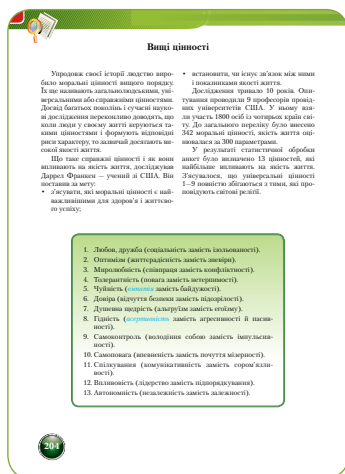 Вищі цінності
Упродовж своєї історії людство виро-
било моральні цінності вищого порядку.
Їх ще називають загальнолюдськими, уні-
версальними або справжніми цінностями.
Досвід багатьох поколінь і сучасні науко-
ві дослідження переконливо доводять, що
коли люди у своєму житті керуються та-
кими цінностями і формують відповідні
риси характеру, то зазвичай досягають ви-
сокої якості життя.
Що таке справжні цінності і як вони
впливають на якість життя, досліджував
Даррел Франкен — учений зі США. Він
поставив за мету:
• з'ясувати, які моральні цінності є най-
важливішими для здоров'я і життєво-
го успіху;
• встановити, чи існує зв'язок між ними
і показниками якості життя.
Дослідження тривало 10 років. Опи-
тування проводили 9 професорів провід-
них університетів США. У ньому взя-
ли участь 1800 осіб із чотирьох країн сві-
ту. До загального переліку було внесено
342 моральні цінності, якість життя оці-
нювалася за 300 параметрами.
У результаті статистичної обробки
анкет було визначено 13 цінностей, які
найбільше впливають на якість життя.
З'ясувалося, що універсальні цінності
1–9 повністю збігаються з тими, які про-
повідують світові релігії.
1. Любов, дружба (соціальність замість ізольованості).
2. Оптимізм (життєрадісність замість зневіри).
3. Миролюбність (співпраця замість конфліктності).
4. Толерантність (повага замість нетерпимості).
5. Чуйність (емпатія замість байдужості).
6. Довіра (відчуття безпеки замість підозрілості).
7. Душевна щедрість (альтруїзм замість егоїзму).
8. Гідність (асертивність замість агресивності й пасив-
ності).
9. Самоконтроль (володіння собою замість імпульсив-
ності).
10. Самоповага (впевненість замість почуття мізерності).
11. Спілкування (комунікативність замість сором'язли-
вості).
12. Впливовість (лідерство замість підпорядкування).
13. Автономність (незалежність замість залежності).
204